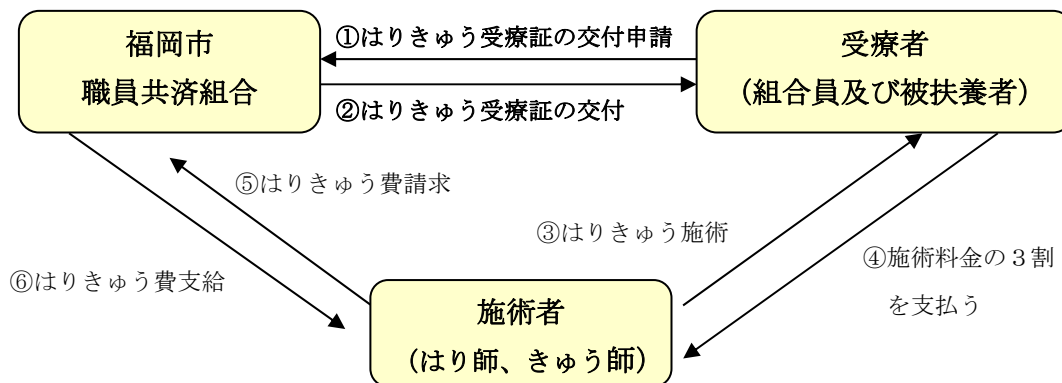 福岡市
職員共済組合
①はりきゅう受療証の交付申請
②はりきゅう受療証の交付
受療者
(組合員及び被扶養者)
⑤はりきゅう費請求
③はりきゅう施術
④施術料金の３割
を支払う
⑥はりきゅう費支給
施術者
(はり師、きゅう師)